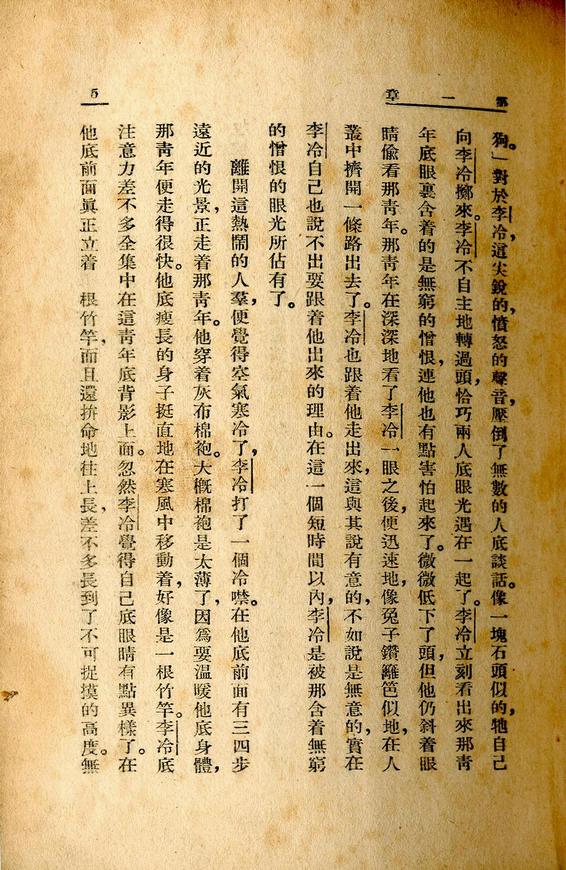 第一章
5
狗。」對於李冷,這尖銳的,憤怒的聲音壓倒了無數的人底談話。像一塊石頭似的,牠自己
向李冷擲來。李冷不自主地轉過頭,恰巧兩人底眼光遇在一起了。李冷立刻看出來那青
年底眼裏含着的是無窮的憎恨,連他也有點害怕起來了。微微低下了頭,但他仍斜着眼
睛偷看那青年。那青年在深深地看了李冷一眼之後,便迅速地,像兔子鑽籬笆似地,在人
叢中擠開一條路出去了。李冷也跟着他走出來,這與其說有意的,不如說是無意的,實在
李冷自己也說不出要跟着他出來的理由。在這一個短時間以內,李冷是被那含着無窮
的憎恨的眼光所佔有了。
離開這熱鬧的人羣,便覺得空氣寒冷了,李冷打了一個冷噤。在他底前面有三四步
遠近的光景,正走着那青年。他穿着灰布棉袍。大概棉袍是太薄了,因爲要溫暖他底身體,
那青年便走得很快。他底瘦長的身子挺直地在寒風中移動着,好像是一根竹竿。李冷底
注意力差不多全集中在這青年底背影上面。忽然李冷覺得自己底眼睛有點異樣了。在
他底前面眞正立着 根竹竿,而且還拚命地往上長,差不多長到了不可捉摸的高度。無